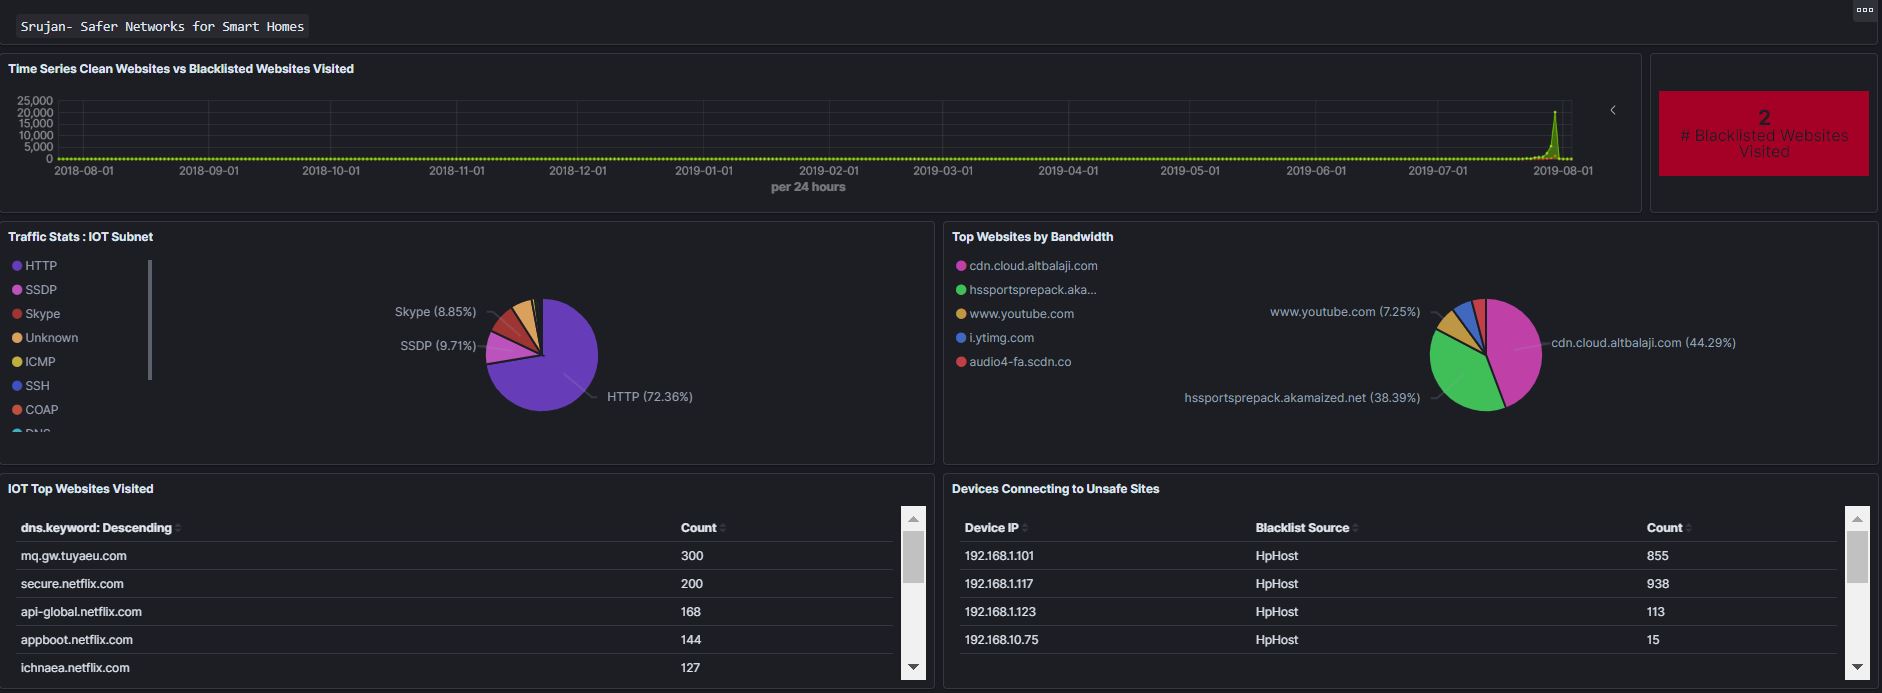 Srujan- Safer Networks for Smart Homes
Time Series Clean Websites vs Blacklisted Websites Visited
25,000
20,000
15,000
10,000
5,000
0
2018-08-01 2018-09-01 2018-10-01 2018-11-01 2018-12-01 2019-01-01 2019-02-01 2019-03-01 2019-04-01 2019-05-01 2019-06-01 2019-07-01 2019-08-01
per 24 hours
2
# Blacklisted Websites
Visited
Traffic Stats : IOT Subnet
HTTP
SSDP
Skype
Unknown
ICMP
SSH
COAP
DNS
Skype (8.85%)
SSDP (9.71%)
HTTP (72.36%)
Top Websites by Bandwidth
cdn.cloud.altbalaji.com
hssportsprepack.aka...
www.youtube.com
i.ytimg.com
audio4-fa.scdn.co
www.youtube.com (7.25%)
cdn.cloud.altbalaji.com (44.29%)
hssportsprepack.akamaized.net (38.39%)
IOT Top Websites Visited
dns.keyword: Descending Count
mq.gw.tuyaeu.com 300
secure.netflix.com 200
api-global.netflix.com 168
appboot.netflix.com 144
ichnaea.netflix.com 127
Devices Connecting to Unsafe Sites
Device IP Blacklist Source Count
192.168.1.101 HpHost 855
192.168.1.117 HpHost 938
192.168.1.123 HpHost 113
192.168.10.75 HpHost 15